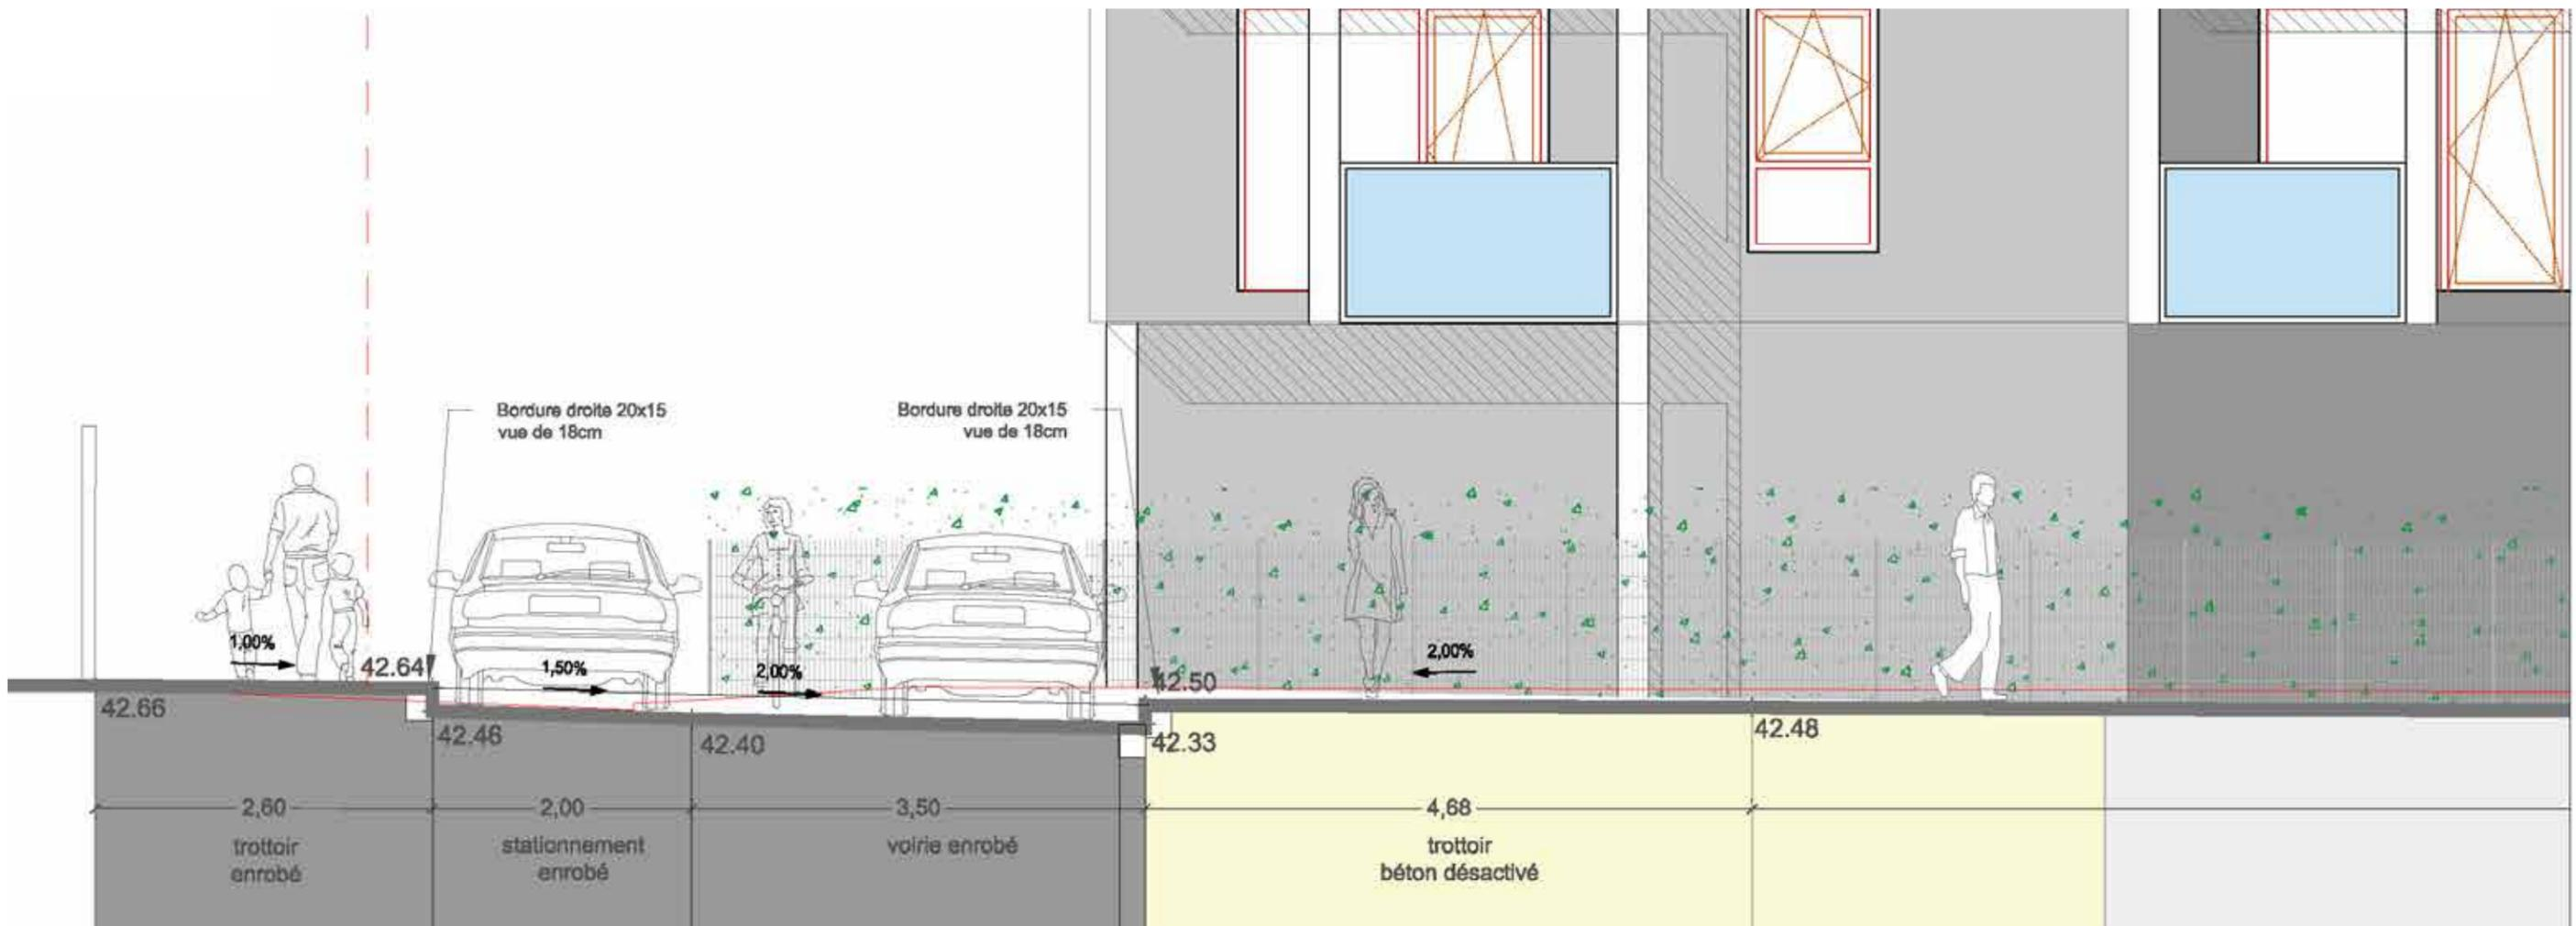 Bordure droite 20x15
vue de 18cm
Bordure droite 20x15
vue de 18cm
1,00%
42.64
1,50%
2,00%
2,00%
42.50
42.66
42.46
42.40
42.33
42.48
2,60
2,00
3,50
4,68
trottoir
enrobé
stationnement
enrobé
voirie enrobé
trottoir
béton désactivé